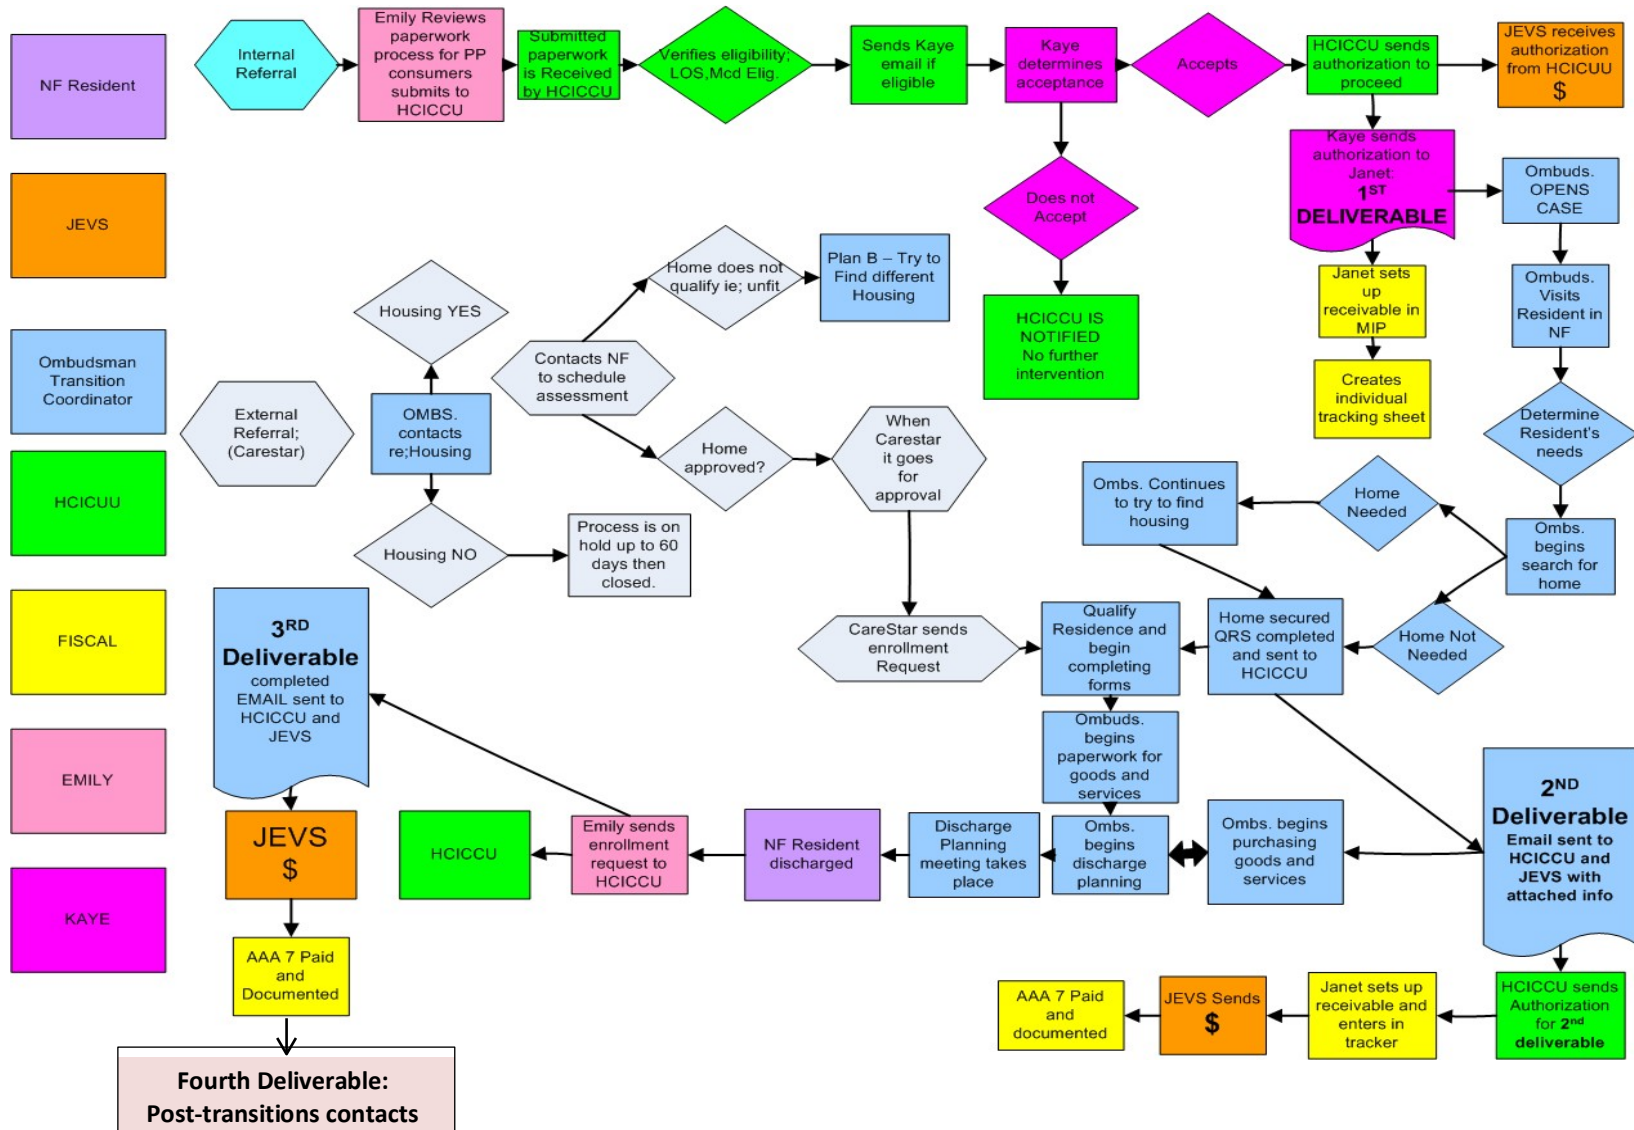 NF Resident
JEVS
Ombudsman
Transition
Coordinator
HCICUU
FISCAL
EMILY
KAYE
Internal
Referral
Emily Reviews
paperwork
process for PP
consumers
submits to
HCICCU
Submitted
paperwork
is Received
by HCICCU
Verifies eligibility;
LOS,Mcd Elig.
Sends Kaye
email if
eligible
Kaye
determines
acceptance
Accepts
HCICCU sends
authorization to
proceed
JEVS receives
authorization
from HCICUU
$
Does not
Accept
HCICCU IS
NOTIFIED
No further
intervention
Kaye sends
authorization to
Janet:
1ST
DELIVERABLE
Ombuds.
OPENS
CASE
Janet sets
up
receivable in
MIP
Creates
individual
tracking sheet
Ombuds.
Visits
Resident in
NF
Determine
Resident's
needs
Ombs.
begins
search for
home
Home
Needed
Home Not
Needed
Ombs. Continues
to try to find
housing
Home secured
QRS completed
and sent to
HCICCU
External
Referral;
(Carestar)
Housing YES
OMBS.
contacts
re;Housing
Housing NO
Process is on
hold up to 60
days then
closed.
Contacts NF
to schedule
assessment
Home does not
qualify ie; unfit
Plan B – Try to
Find different
Housing
Home
approved?
When
Carestar
it goes
for
approval
CareStar sends
enrollment
Request
Qualify
Residence and
begin
completing
forms
Ombuds.
begins
paperwork for
goods and
services
Ombs.
begins
discharge
planning
Ombs. begins
purchasing
goods and
services
2ND
Deliverable
Email sent to
HCICCU and
JEVS with
attached info
HCICCU sends
Authorization
for 2nd
deliverable
Janet sets up
receivable and
enters in
tracker
JEVS Sends
$
AAA 7 Paid
and
documented
Discharge
Planning
meeting takes
place
NF Resident
discharged
Emily sends
enrollment
request to
HCICCU
HCICCU
3RD
Deliverable
completed
EMAIL sent to
HCICCU and
JEVS
JEVS
$
AAA 7 Paid
and
Documented
Fourth Deliverable:
Post-transitions contacts